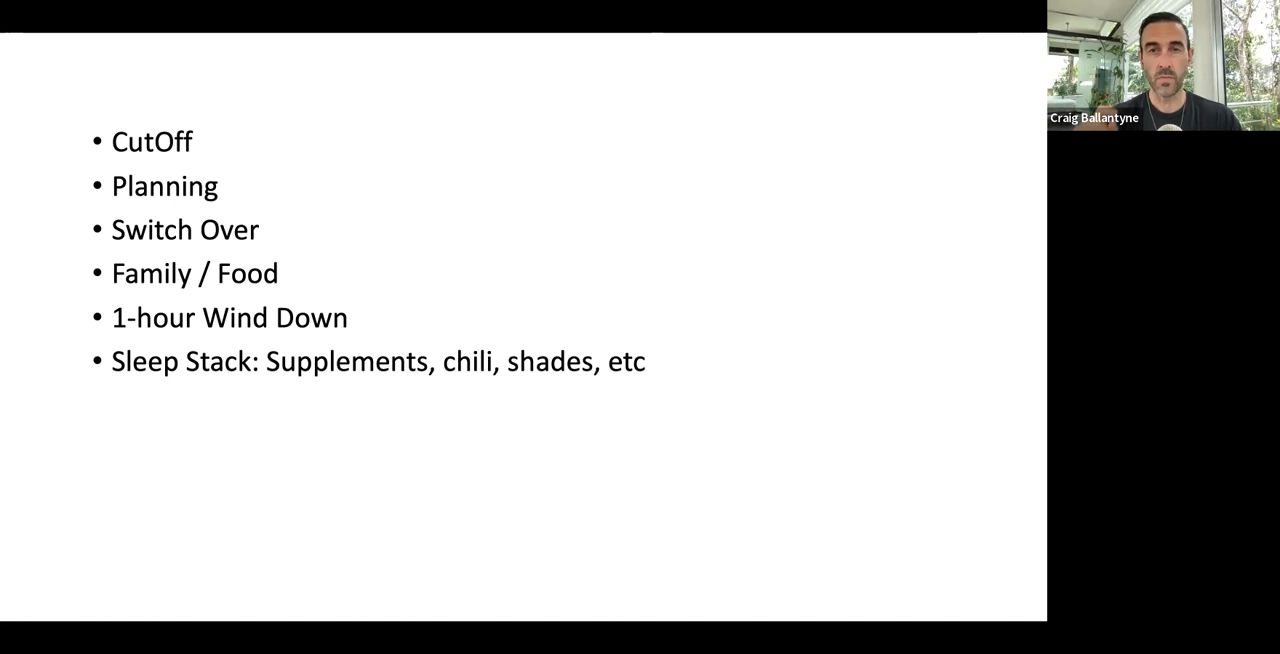 • CutOff
• Planning
• Switch Over
• Family / Food
• 1-hour Wind Down
• Sleep Stack: Supplements, chili, shades, etc
Craig Ballantyne